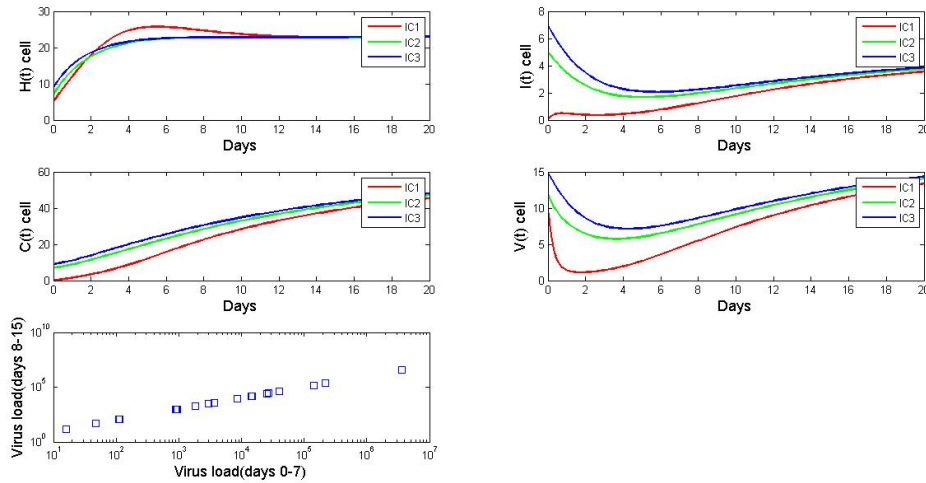 H(t) cell
30
20
10
0
0 2 4 6 8 10 12 14 16 18 20
Days
IC1
IC2
IC3
I(t) cell
8
6
4
2
0
0 2 4 6 8 10 12 14 16 18 20
Days
IC1
IC2
IC3
C(t) cell
60
40
20
0
0 2 4 6 8 10 12 14 16 18 20
Days
IC1
IC2
IC3
V(t) cell
15
10
5
0
0 2 4 6 8 10 12 14 16 18 20
Days
IC1
IC2
IC3
Virus load(days 8-15)
10^10
10^5
10^0
10^1 10^2 10^3 10^4 10^5 10^6 10^7
Virus load(days 0-7)